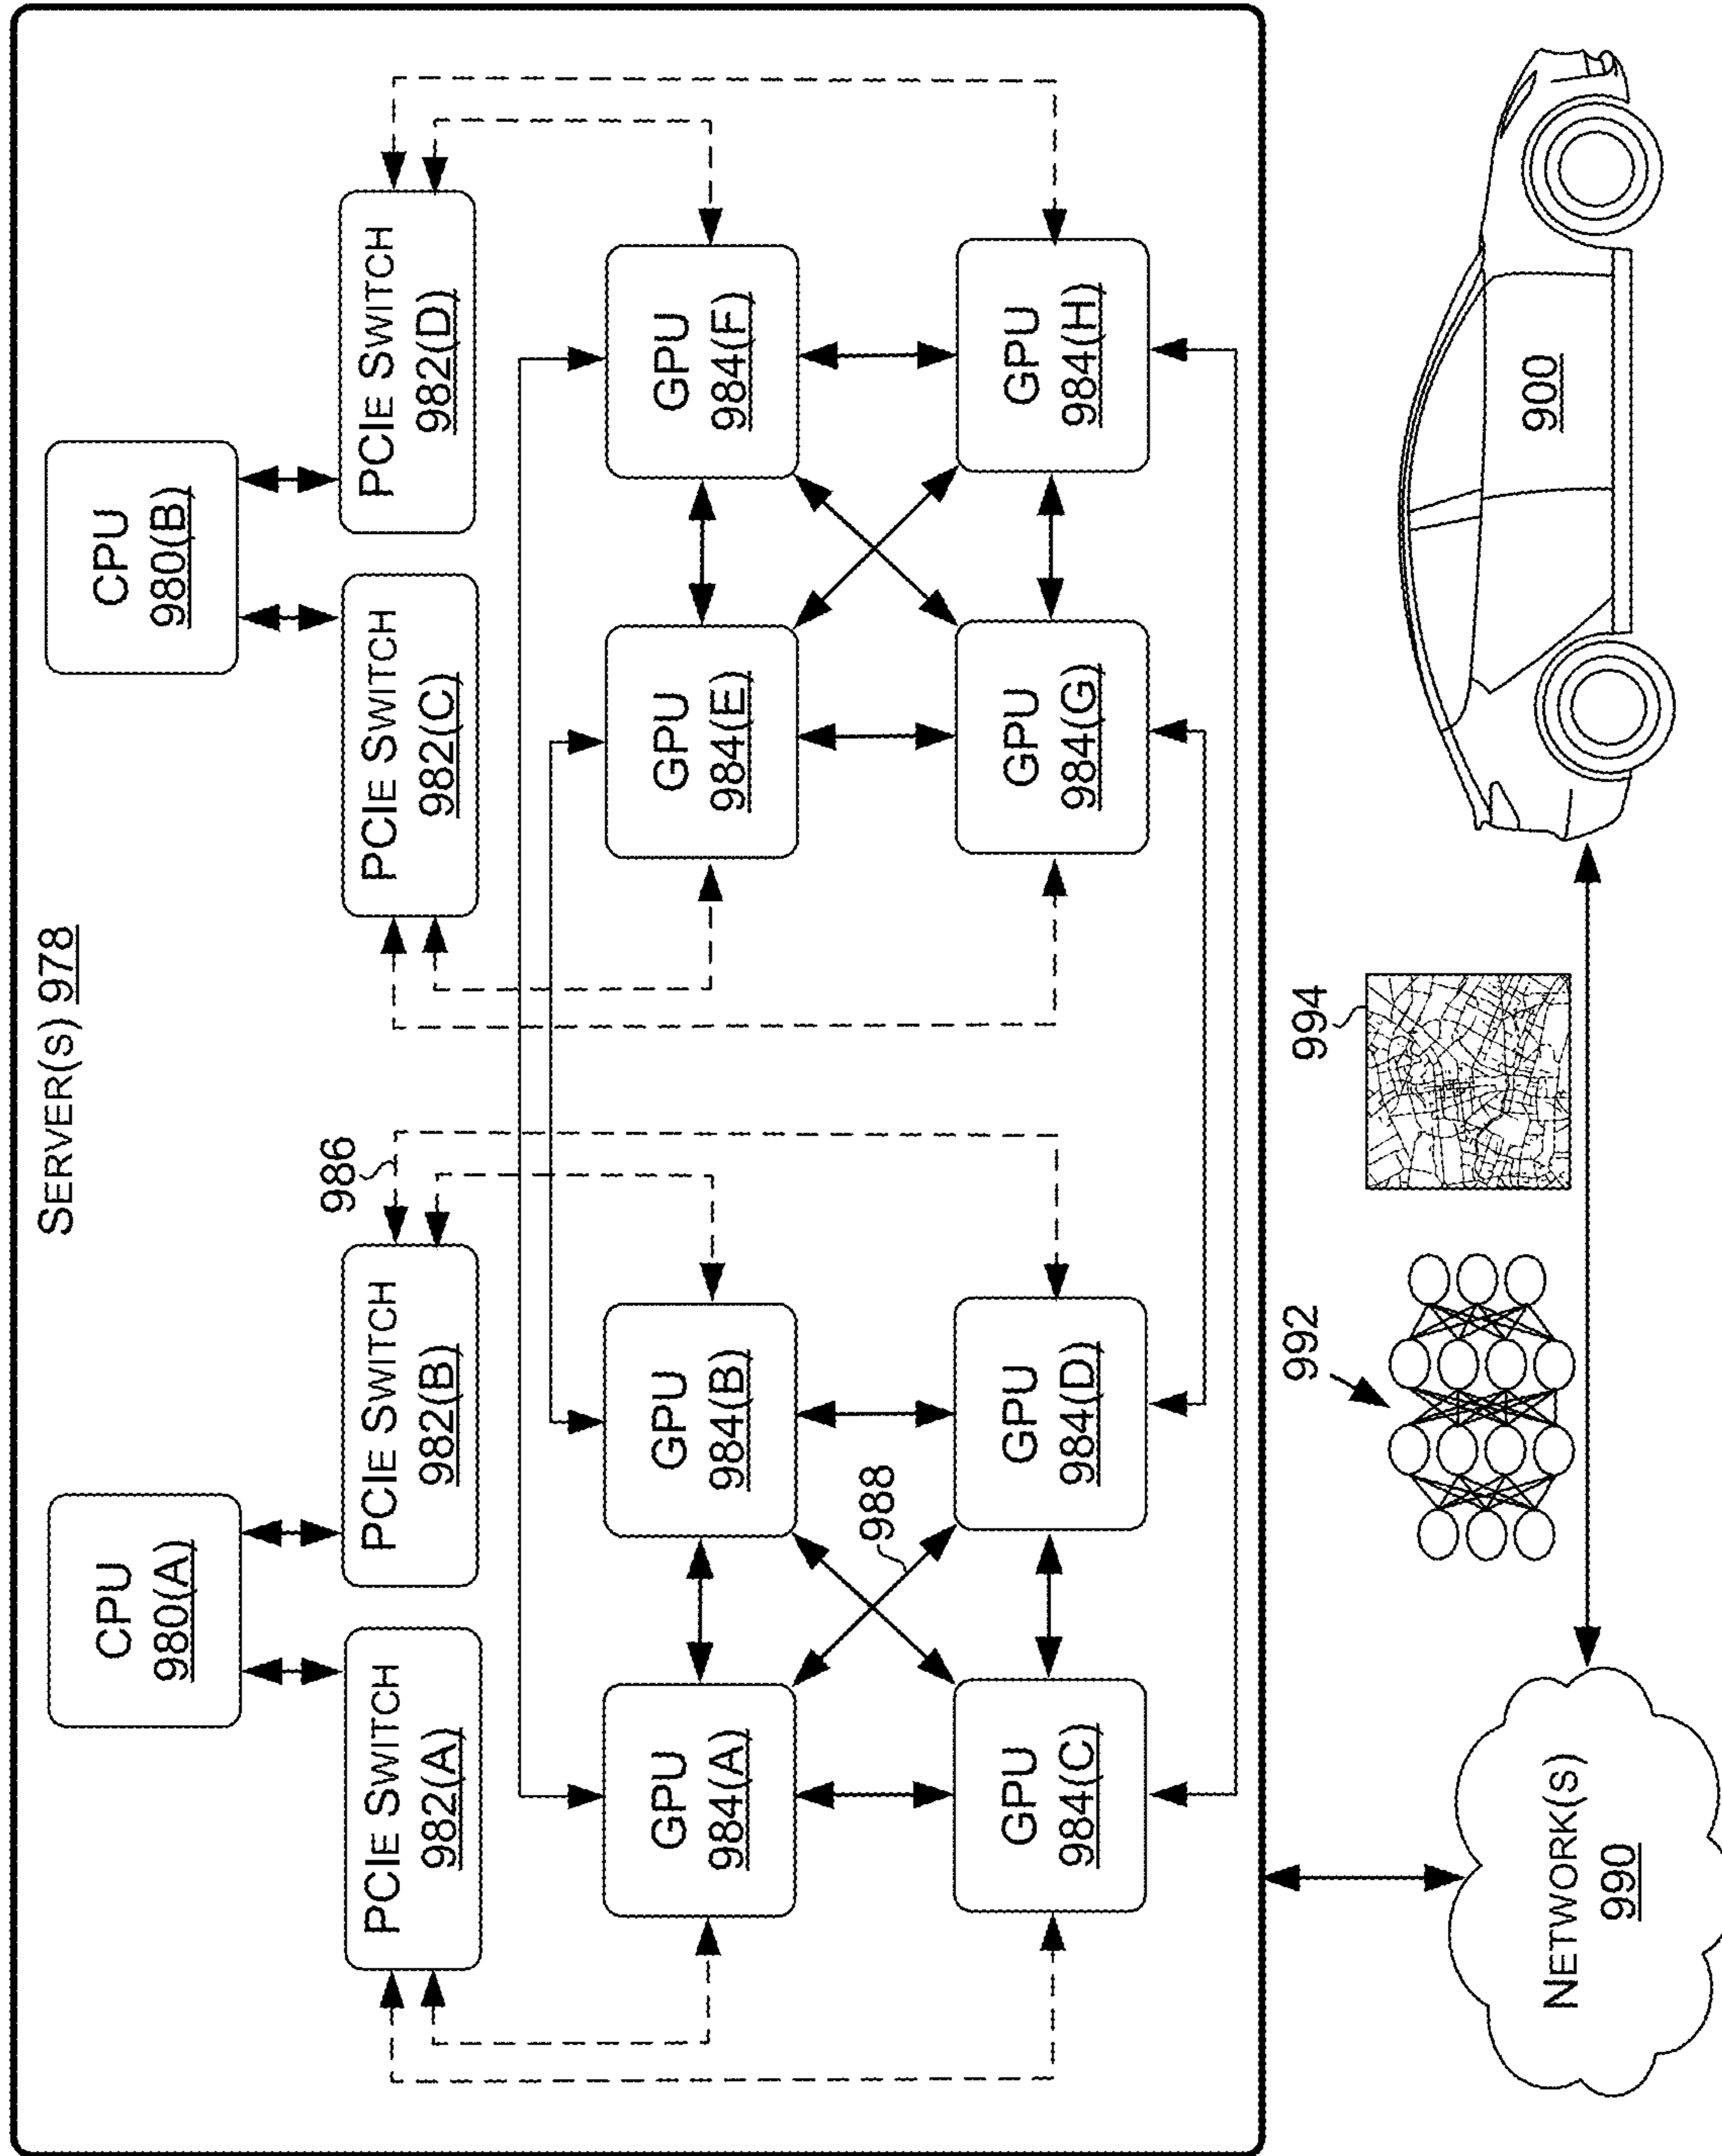 SERVER(S) 978
CPU
980(A)
CPU
980(B)
PCIE SWITCH
982(A)
PCIE SWITCH
982(B)
986
PCIE SWITCH
982(C)
PCIE SWITCH
982(D)
GPU
984(A)
GPU
984(B)
GPU
984(E)
GPU
984(F)
988
GPU
984(C)
GPU
984(D)
GPU
984(G)
GPU
984(H)
NETWORK(S)
990
992
994
900